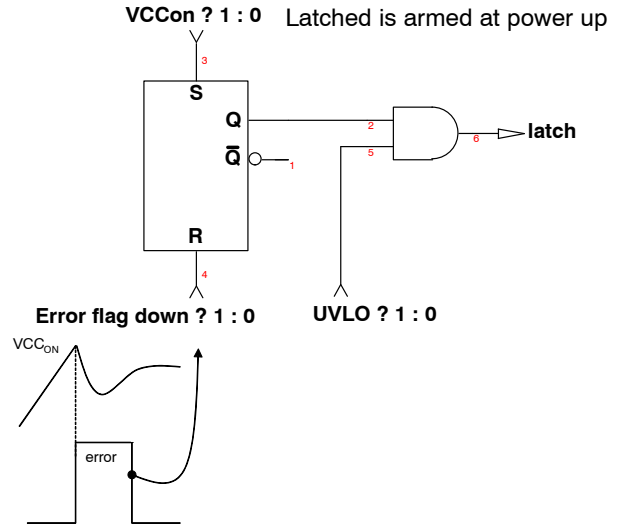 VCCon ? 1 : 0
Latched is armed at power up
3
S
Q
2
Q
1
5
6
latch
R
4
Error flag down ? 1 : 0
UVLO ? 1 : 0
VCCON
error